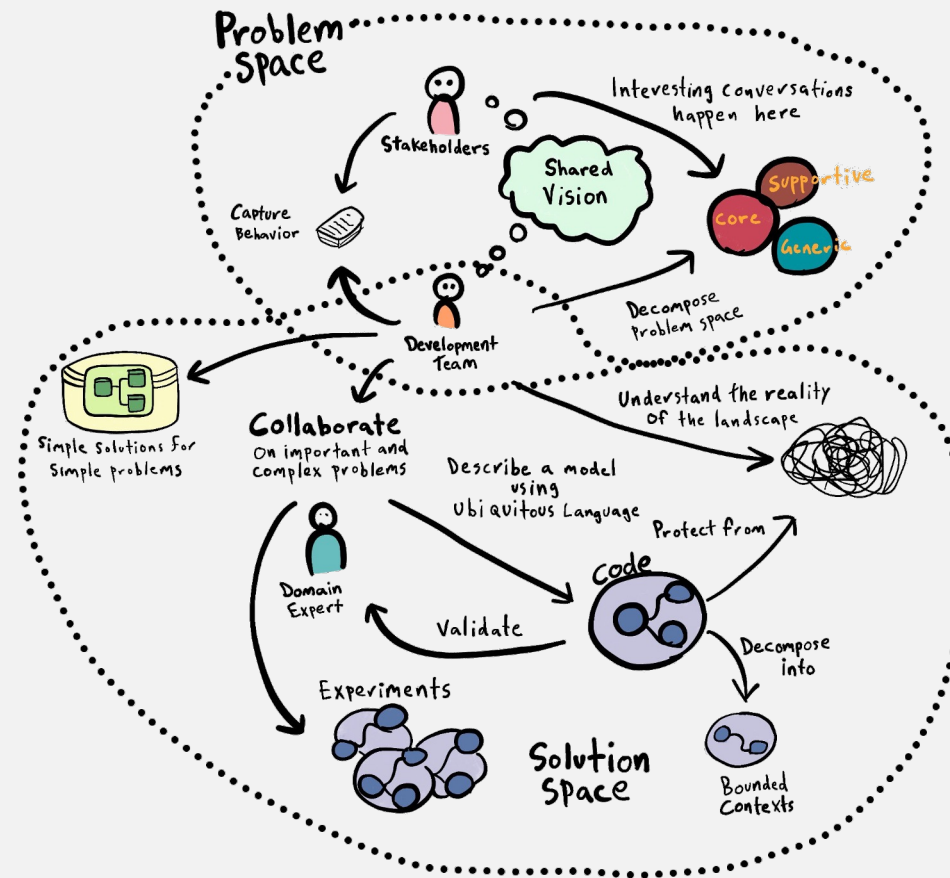 Problem
Space
Stakeholders
Interesting conversations
happen here
Shared
Vision
Supportive
Core
Generic
Capture
Behavior
Decompose
Problem space
Development
Team
Simple Solutions for
Simple problems
Collaborate
On important and
complex problems
Understand the reality
of the landscape
Describe a model
using
Ubiquitous Language
Protect from
Code
Domain
Expert
Validate
Decompose
into
Experiments
Solution
Space
Bounded
Contexts